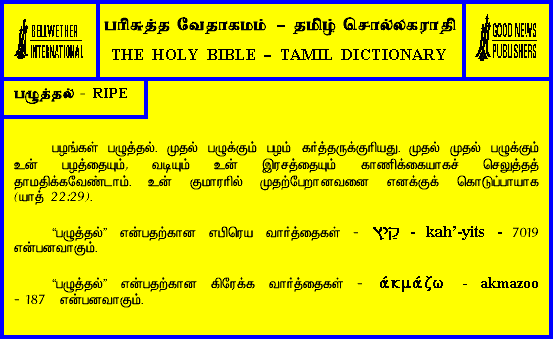 BELLWETHER
INTERNATIONAL
பரிசுத்த வேதாகமம் – தமிழ் சொல்லகராதி
THE HOLY BIBLE – TAMIL DICTIONARY
GOOD NEWS
PUBLISHERS
பழுத்தல் - RIPE
பழங்கள் பழுத்தல். முதல் பழுக்கும் பழம் கர்த்தருக்குரியது. முதல் முதல் பழுக்கும்
உன் பழத்தையும், வடியும் உன் இரசத்தையும் காணிக்கையாகச் செலுத்தத்
தாமதிக்கவேண்டாம். உன் குமாரரில் முதற்பேறானவனை எனக்குக் கொடுப்பாயாக
(யாத் 22:29).
“பழுத்தல்” என்பதற்கான எபிரெய வார்த்தைகள் - קיץ - kah’-yits - 7019
என்பனவாகும்.
“பழுத்தல்” என்பதற்கான கிரேக்க வார்த்தைகள் - ἀκμάζω - akmazoo
- 187 என்பனவாகும்.